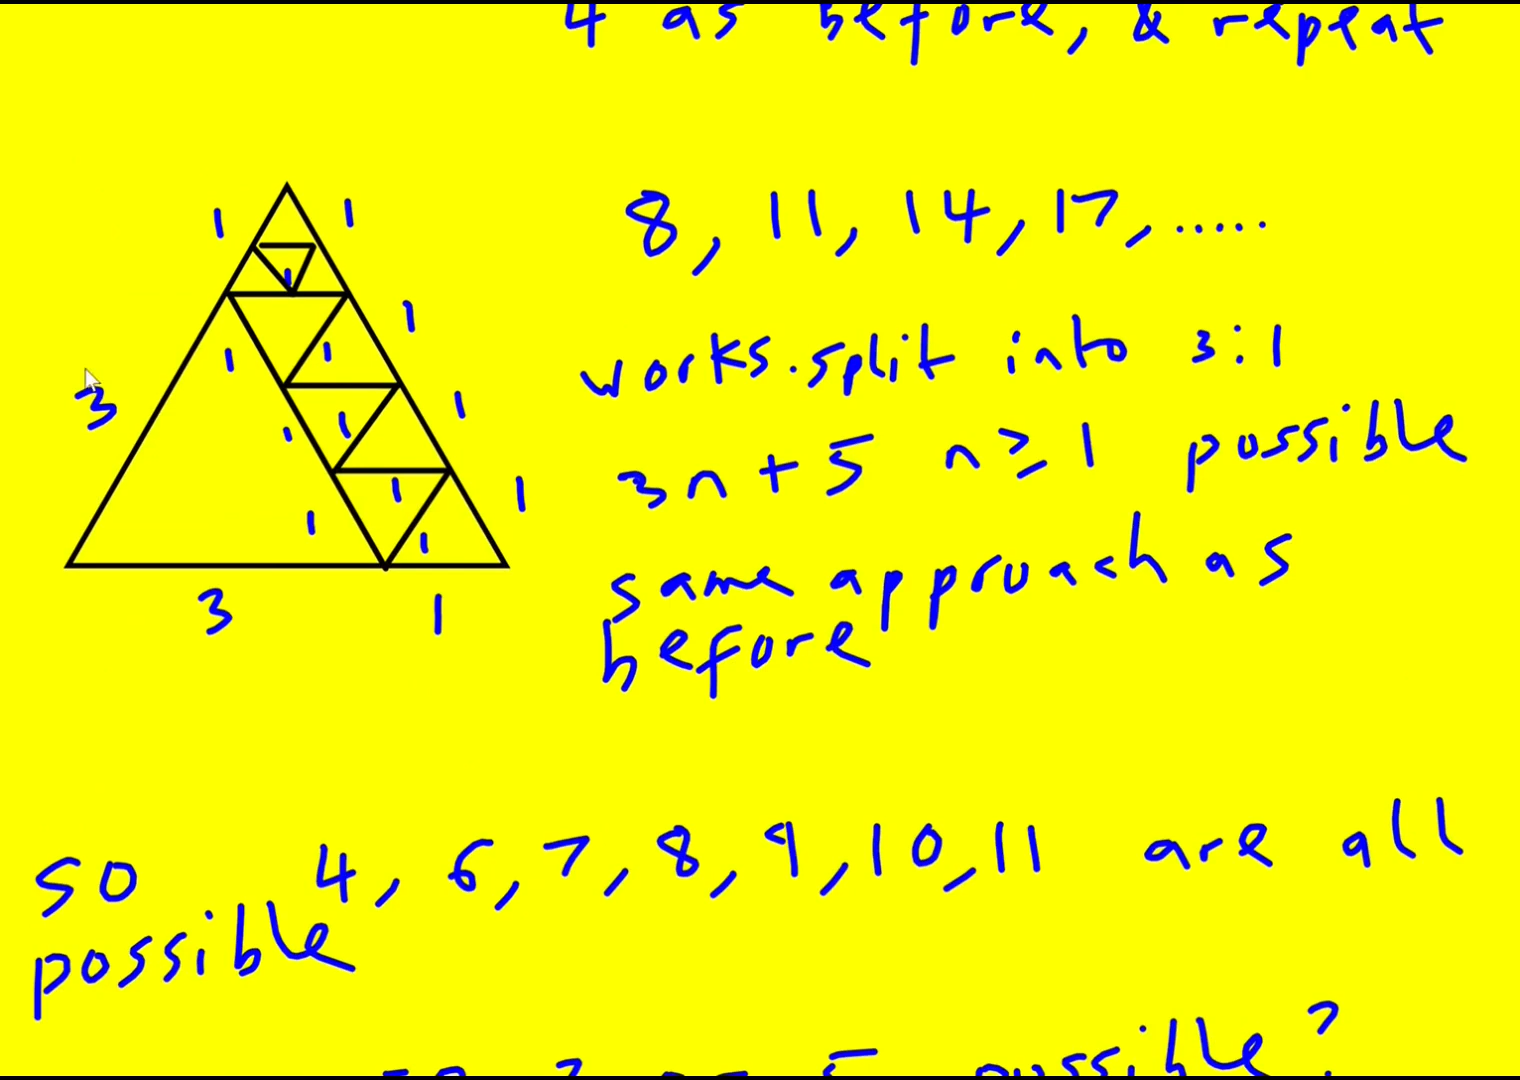 4 as before, & repeat
8, 11, 14, 17, .....
works. split into 3:1
3n + 5 n ≥ 1 possible
same approach as
before
1 1
1
1 1 1
3 1 1 1
1 1 1
1
3 1
so 4, 6, 7, 8, 9, 10, 11 are all
possible
possible?